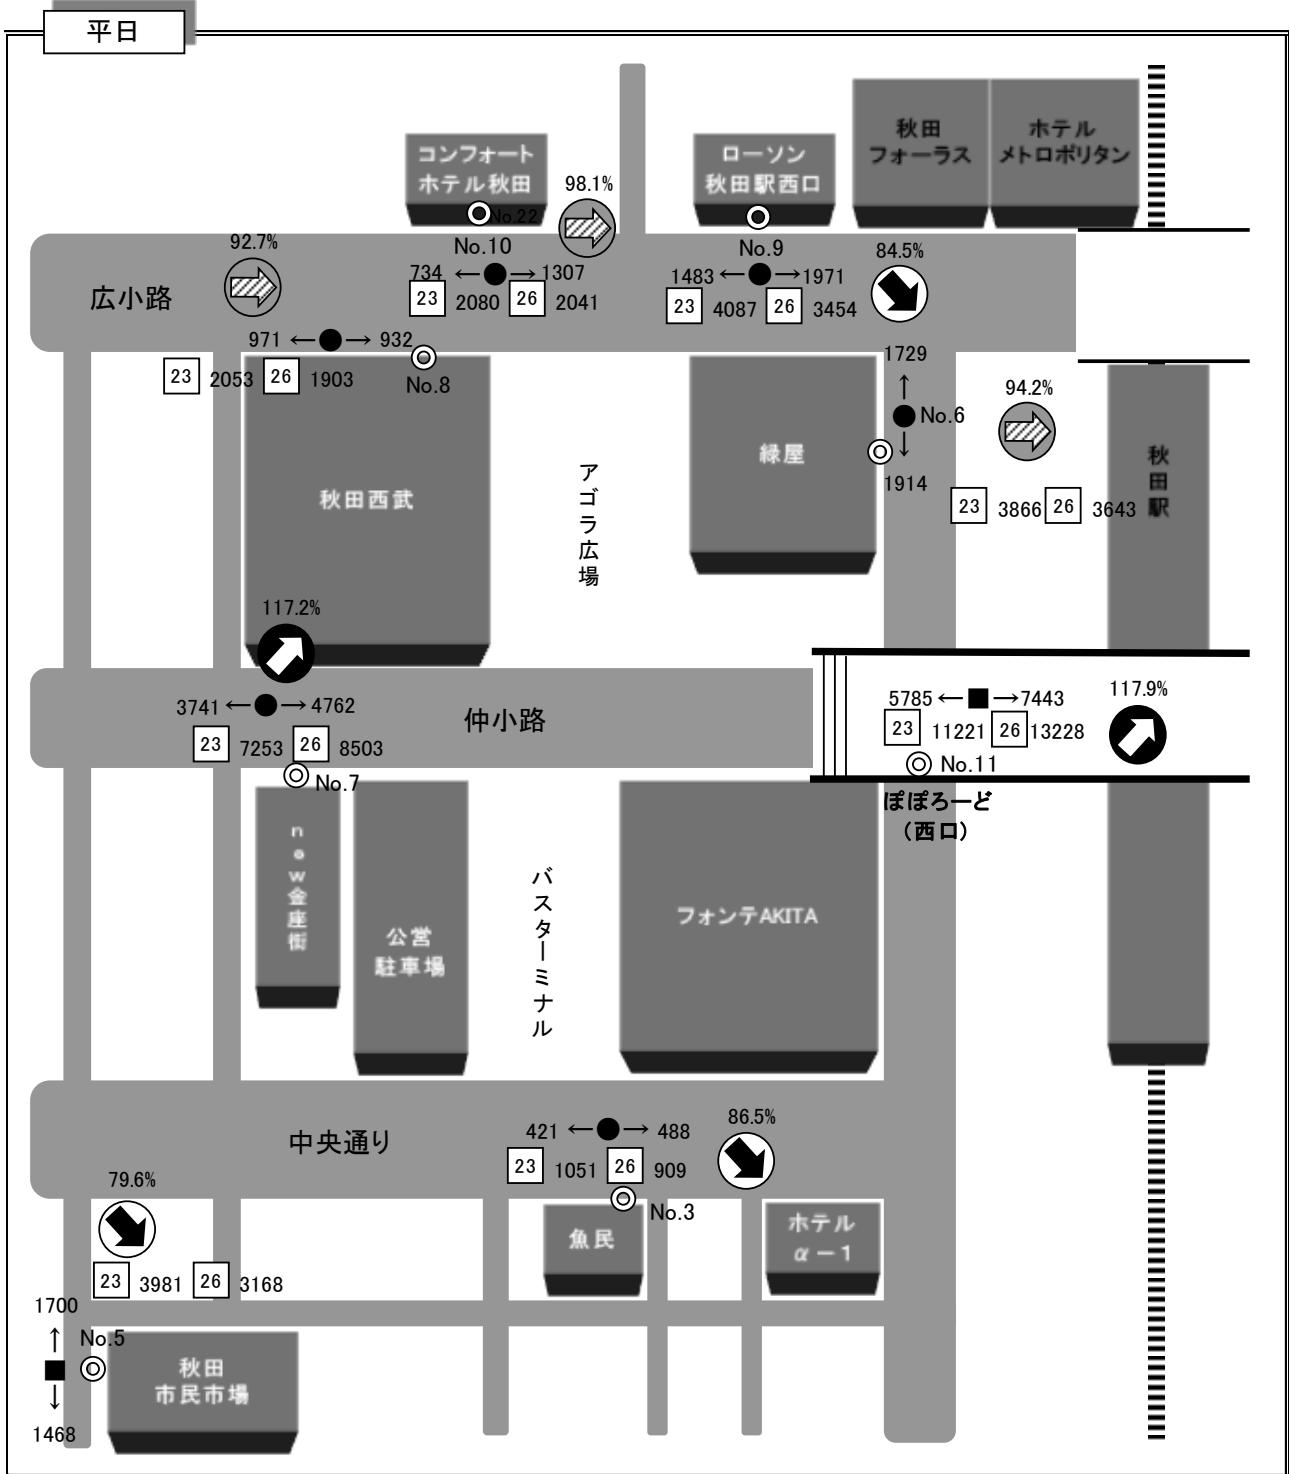 平日
コンフォート
ホテル秋田
ローソン
秋田駅西口
秋田
フォーラス
ホテル
メトロポリタン
98.1%
No.22
92.7%
No.10
734 ←●→ 1307
23 2080 26 2041
No.9
1483 ←●→ 1971
23 4087 26 3454
84.5%
広小路
971 ←●→ 932
23 2053 26 1903
No.8
1729
↑
No.6
↓
1914
94.2%
23 3866 26 3643
秋田西武
アゴラ広場
緑屋
秋田駅
117.2%
3741 ←●→ 4762
23 7253 26 8503
No.7
仲小路
5785 ←■→ 7443
23 11221 26 13228
117.9%
No.11
ぽぽろーど
(西口)
now金座街
公営
駐車場
バスターミナル
フォンテAKITA
中央通り
421 ←●→ 488
23 1051 26 909
86.5%
No.3
79.6%
23 3981 26 3168
魚民
ホテル
α-1
1700
↑
No.5
↓
1468
秋田
市民市場